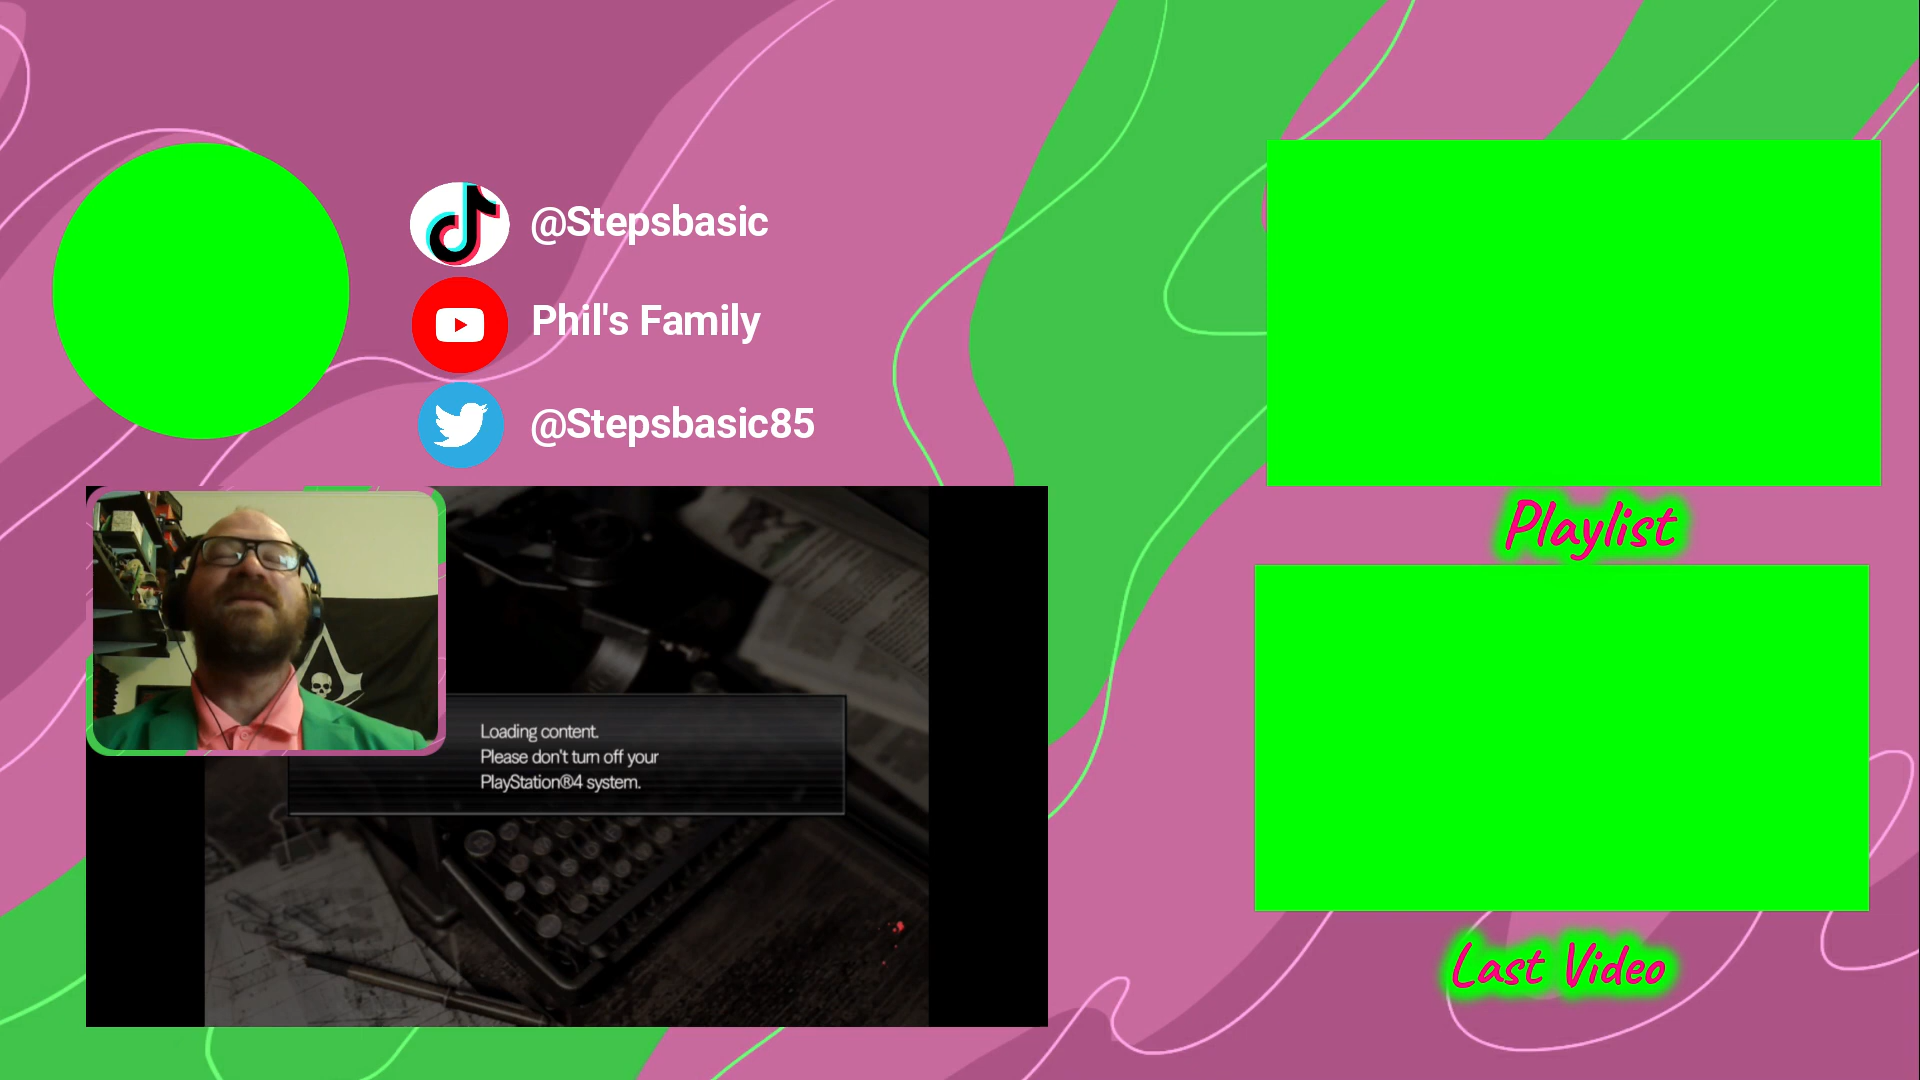 @Stepsbasic
Phil's Family
@Stepsbasic85
Playlist
Loading content.
Please don't turn off your
PlayStation®4 system.
Last Video